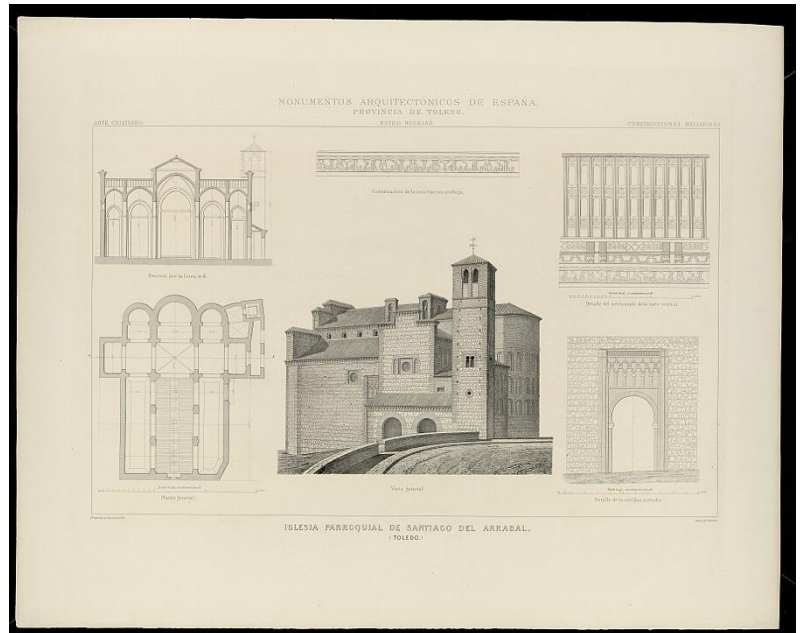 MONUMENTOS ARQUITECTÓNICOS DE ESPAÑA,
PROVINCIA DE TOLEDO.
ARTE CRISTIANO.
ESTILO MUDEJAR.
CONSTRUCCIONES RELIGIOSAS
Continuacion de la inscripcion arábiga.
Seccion por la linea
Detalle del artesonado de la nave central.
Planta general.
Vista general.
Detalle de la antigua portada.
IGLESIA PARROQUIAL DE SANTIAGO DEL ARRABAL.
(TOLEDO.)